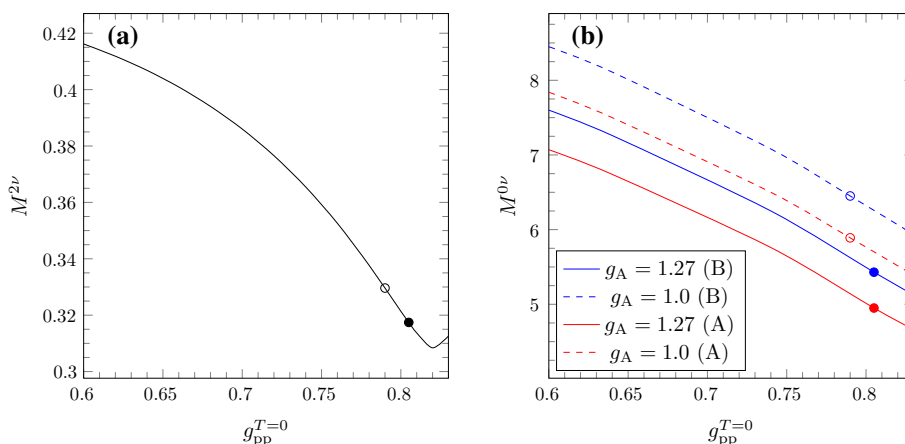 (a)
0.42
0.4
0.38
0.36
0.34
0.32
0.3
0.6 0.65 0.7 0.75 0.8
M^{2ν}
g_{pp}^{T=0}
(b)
8
7
6
5
0.6 0.65 0.7 0.75 0.8
M^{0ν}
g_{pp}^{T=0}
g_A = 1.27 (B)
g_A = 1.0 (B)
g_A = 1.27 (A)
g_A = 1.0 (A)